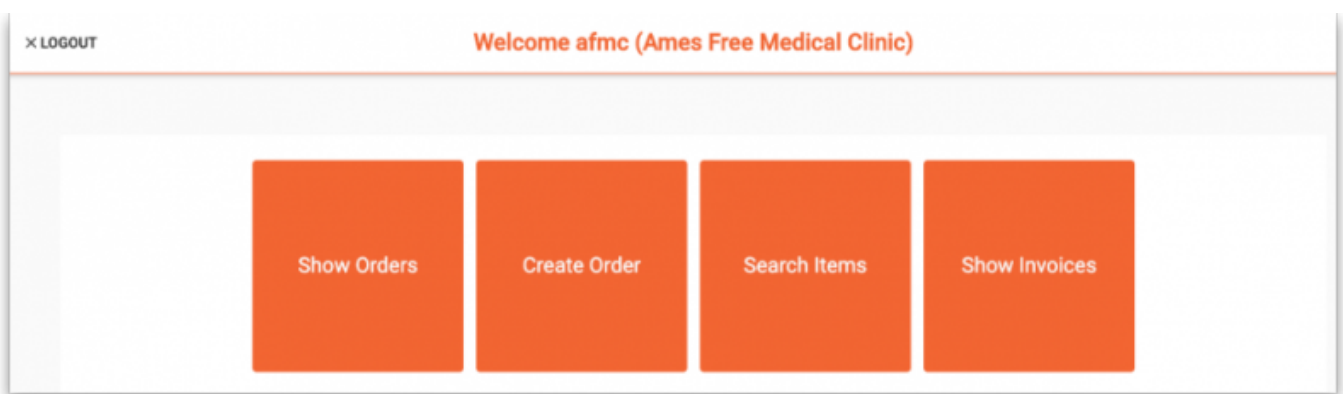 × LOGOUT
Welcome afmc (Ames Free Medical Clinic)
Show Orders
Create Order
Search Items
Show Invoices